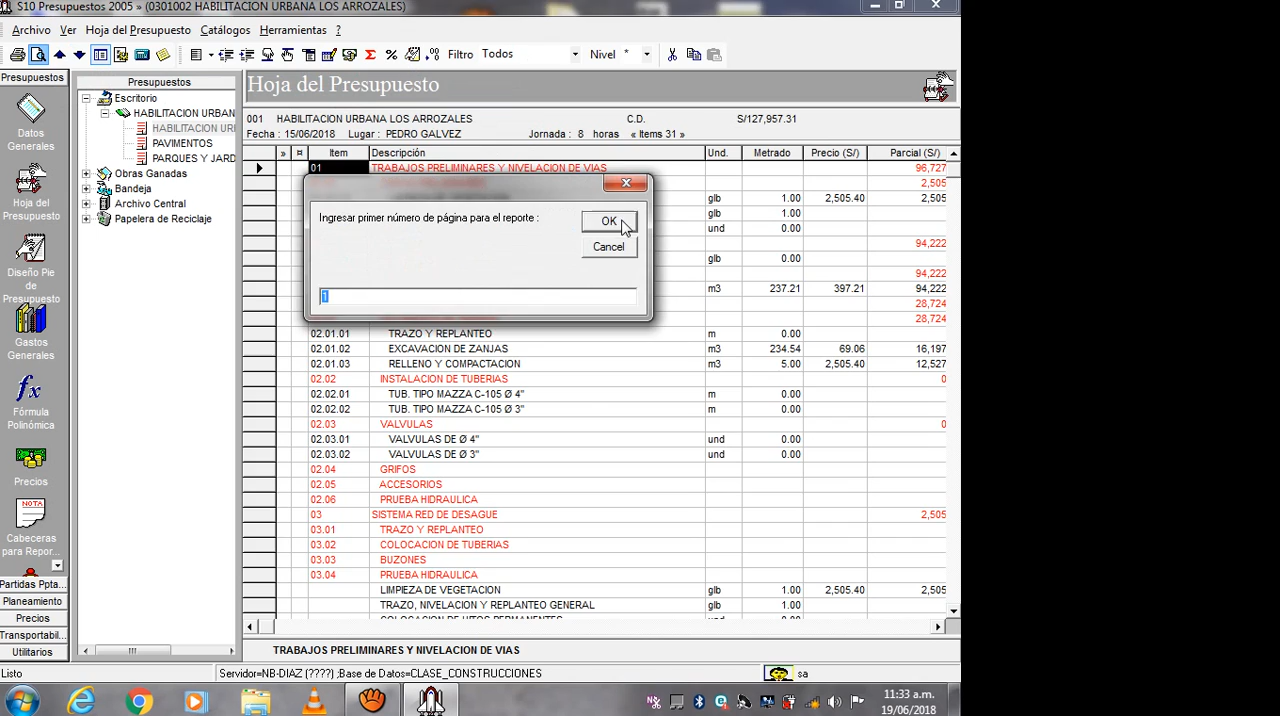 S10 Presupuestos 2005 » (0301002 HABILITACION URBANA LOS ARROZALES)
Archivo Ver Hoja del Presupuesto Catálogos Herramientas
Filtro Todos Nivel *
Presupuestos
Datos Generales
Hoja del Presupuesto
Diseño Pie de Presupuesto
Gastos Generales
Fórmula Polinómica
Precios
NOTA
Cabeceras para Repor...
Partidas Ppta...
Planeamiento
Precios
Transportabil...
Utilitarios
Presupuestos
Escritorio
HABILITACION URBAN
HABILITACION UR
PAVIMENTOS
PARQUES Y JARD
Obras Ganadas
Bandeja
Archivo Central
Papelera de Reciclaje
Hoja del Presupuesto
001 HABILITACION URBANA LOS ARROZALES C.D. S/127,957.31
Fecha : 15/06/2018 Lugar : PEDRO GALVEZ Jornada : 8 horas « Items 31 »
» ¤ Item Descripción Und. Metrado Precio (S/) Parcial (S/)
01 TRABAJOS PRELIMINARES Y NIVELACION DE VIAS 96,727
2,505
glb 1.00 2,505.40 2,505
glb 1.00
und 0.00
94,222
glb 0.00
94,222
m3 237.21 397.21 94,222
28,724
28,724
Ingresar primer número de página para el reporte :
OK
Cancel
1
02.01.01 TRAZO Y REPLANTEO m 0.00
02.01.02 EXCAVACION DE ZANJAS m3 234.54 69.06 16,197
02.01.03 RELLENO Y COMPACTACION m3 5.00 2,505.40 12,527
02.02 INSTALACION DE TUBERIAS 0
02.02.01 TUB. TIPO MAZZA C-105 Ø 4" m 0.00
02.02.02 TUB. TIPO MAZZA C-105 Ø 3" m 0.00
02.03 VALVULAS 0
02.03.01 VALVULAS DE Ø 4" und 0.00
02.03.02 VALVULAS DE Ø 3" und 0.00
02.04 GRIFOS
02.05 ACCESORIOS
02.06 PRUEBA HIDRAULICA
03 SISTEMA RED DE DESAGUE 2,505
03.01 TRAZO Y REPLANTEO
03.02 COLOCACION DE TUBERIAS
03.03 BUZONES
03.04 PRUEBA HIDRAULICA
LIMPIEZA DE VEGETACION glb 1.00 2,505.40 2,505
TRAZO, NIVELACION Y REPLANTEO GENERAL glb 1.00
TRABAJOS PRELIMINARES Y NIVELACION DE VIAS
Listo Servidor=NB-DIAZ (????) ;Base de Datos=CLASE_CONSTRUCCIONES sa
11:33 a.m.
19/06/2018